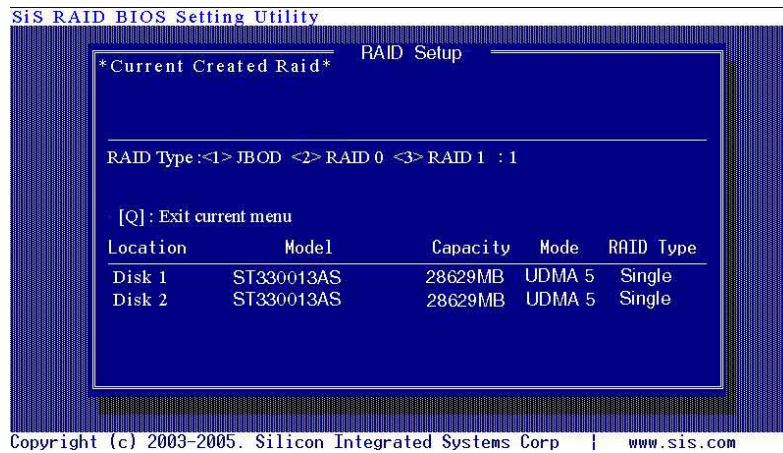 SiS RAID BIOS Setting Utility
RAID Setup
*Current Created Raid*
RAID Type :<1> JBOD <2> RAID 0 <3> RAID 1 : 1
[Q] : Exit current menu
Location Model Capacity Mode RAID Type
Disk 1 ST330013AS 28629MB UDMA 5 Single
Disk 2 ST330013AS 28629MB UDMA 5 Single
Copyright (c) 2003-2005. Silicon Integrated Systems Corp | www.sis.com